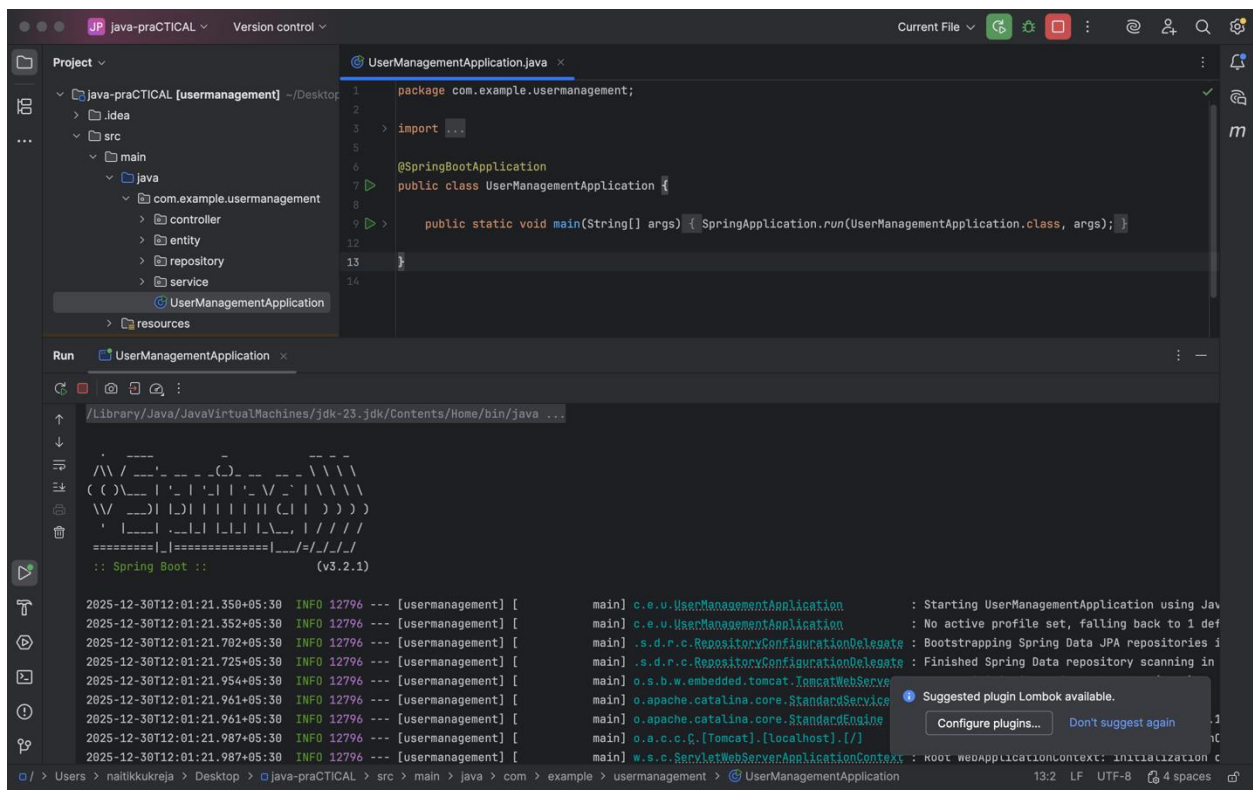 JP java-praCTICAL Version control Current File
Project
UserManagementApplication.java
java-praCTICAL [usermanagement] ~/Desktop
.idea
src
main
java
com.example.usermanagement
controller
entity
repository
service
UserManagementApplication
resources
1 package com.example.usermanagement;
2
3 import ...
5
6 @SpringBootApplication
7 public class UserManagementApplication {
8
9 public static void main(String[] args) { SpringApplication.run(UserManagementApplication.class, args); }
12
13 }
14
m
Run UserManagementApplication
/Library/Java/JavaVirtualMachines/jdk-23.jdk/Contents/Home/bin/java ...
:: Spring Boot :: (v3.2.1)
2025-12-30T12:01:21.350+05:30 INFO 12796 --- [usermanagement] [ main] c.e.u.UserManagementApplication : Starting UserManagementApplication using Jav
2025-12-30T12:01:21.352+05:30 INFO 12796 --- [usermanagement] [ main] c.e.u.UserManagementApplication : No active profile set, falling back to 1 def
2025-12-30T12:01:21.702+05:30 INFO 12796 --- [usermanagement] [ main] .s.d.r.c.RepositoryConfigurationDelegate : Bootstrapping Spring Data JPA repositories i
2025-12-30T12:01:21.725+05:30 INFO 12796 --- [usermanagement] [ main] .s.d.r.c.RepositoryConfigurationDelegate : Finished Spring Data repository scanning in
2025-12-30T12:01:21.954+05:30 INFO 12796 --- [usermanagement] [ main] o.s.b.w.embedded.tomcat.TomcatWebServe
2025-12-30T12:01:21.961+05:30 INFO 12796 --- [usermanagement] [ main] o.apache.catalina.core.StandardService
2025-12-30T12:01:21.961+05:30 INFO 12796 --- [usermanagement] [ main] o.apache.catalina.core.StandardEngine
2025-12-30T12:01:21.987+05:30 INFO 12796 --- [usermanagement] [ main] o.a.c.c.C.[Tomcat].[localhost].[/]
2025-12-30T12:01:21.987+05:30 INFO 12796 --- [usermanagement] [ main] w.s.c.ServletWebServerApplicationContext : Root WebApplicationContext: initialization c
Suggested plugin Lombok available.
Configure plugins... Don't suggest again
/ > Users > naitikkukreja > Desktop > java-praCTICAL > src > main > java > com > example > usermanagement > UserManagementApplication 13:2 LF UTF-8 4 spaces